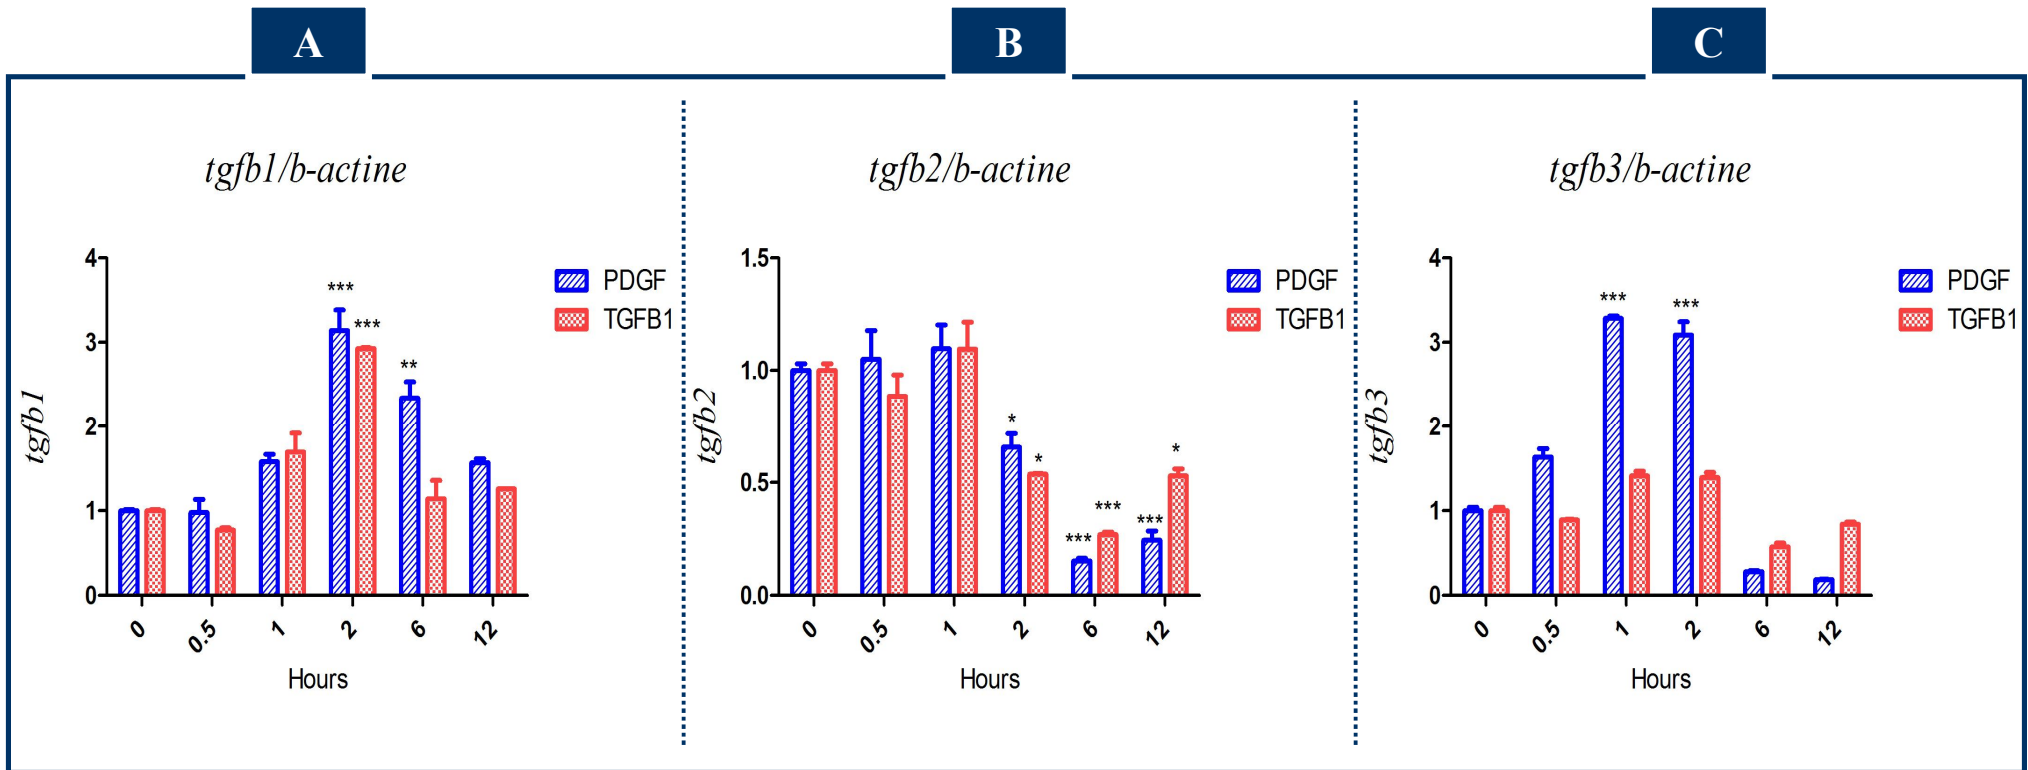 A
B
C
tgfb1/b-actine
tgfb1
4
3
2
1
0
***
***
**
PDGF
TGFB1
0
0.5
1
2
6
12
Hours
tgfb2/b-actine
tgfb2
1.5
1.0
0.5
0.0
*
*
***
***
***
*
PDGF
TGFB1
0
0.5
1
2
6
12
Hours
tgfb3/b-actine
tgfb3
4
3
2
1
0
***
***
PDGF
TGFB1
0
0.5
1
2
6
12
Hours